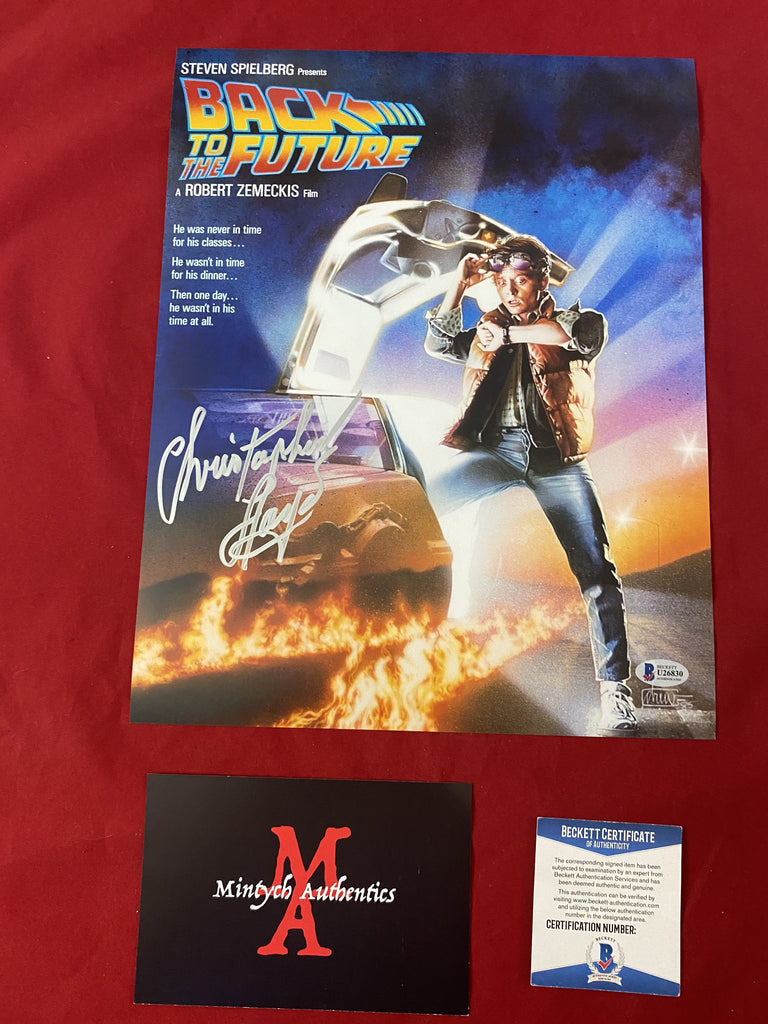 STEVEN SPIELBERG Presents
BACK
TO
THE FUTURE
A ROBERT ZEMECKIS Film
He was never in time
for his classes...
He wasn't in time
for his dinner...
Then one day...
he wasn't in his
time at all.
Christopher
Lloyd
B BECKETT
U26830
M
Mintych Authentics
A
BECKETT CERTIFICATE
OF AUTHENTICITY
The corresponding signed item has been
subjected to examination by an expert from
Beckett Authentication Services and has
been deemed authentic and genuine.
This authentication can be verified by
visiting www.beckett-authentication.com
and utilizing the below authentication
number in the designated area.
CERTIFICATION NUMBER:
BECKETT
B